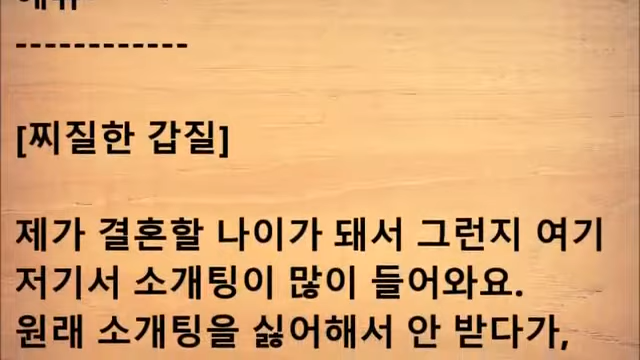 ------------
[찌질한 갑질]
제가 결혼할 나이가 돼서 그런지 여기
저기서 소개팅이 많이 들어와요.
원래 소개팅을 싫어해서 안 받다가,